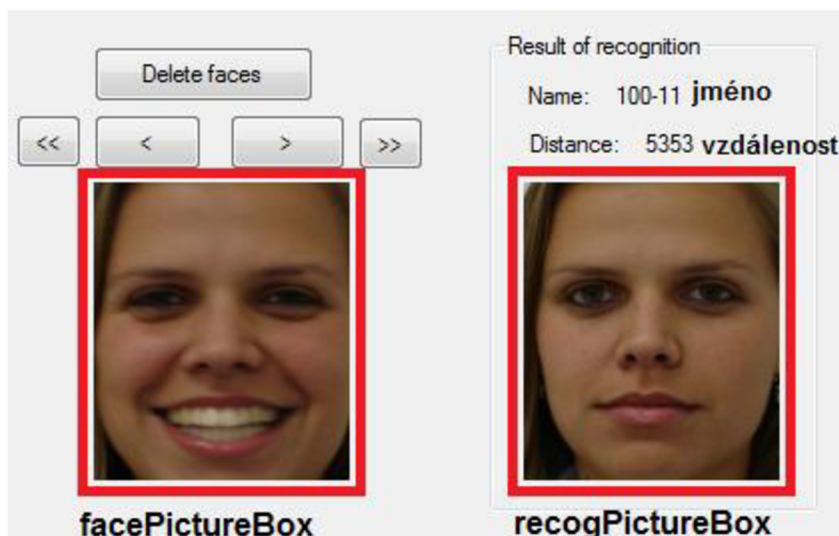 Delete faces
<< < > >>
Result of recognition
Name: 100-11 jméno
Distance: 5353 vzdálenost
facePictureBox
recogPictureBox